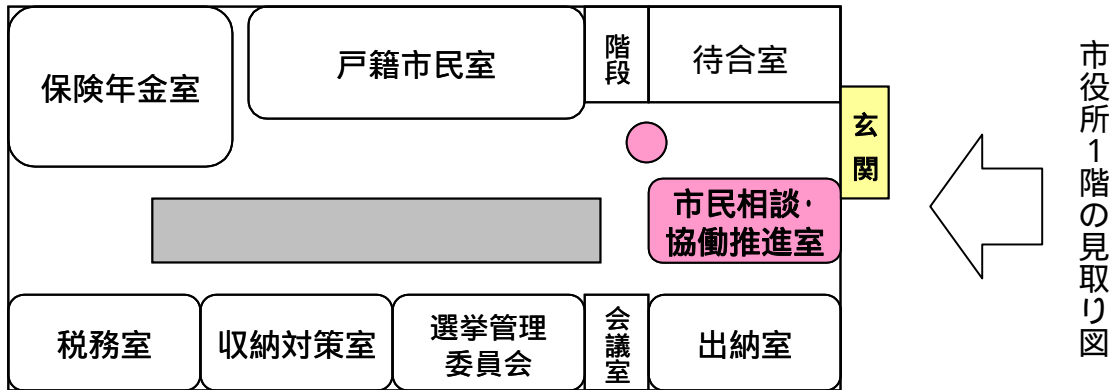 保険年金室
戸籍市民室
階段
待合室
玄関
市民相談・
協働推進室
税務室
収納対策室
選挙管理
委員会
会議室
出納室
市役所1階の見取り図